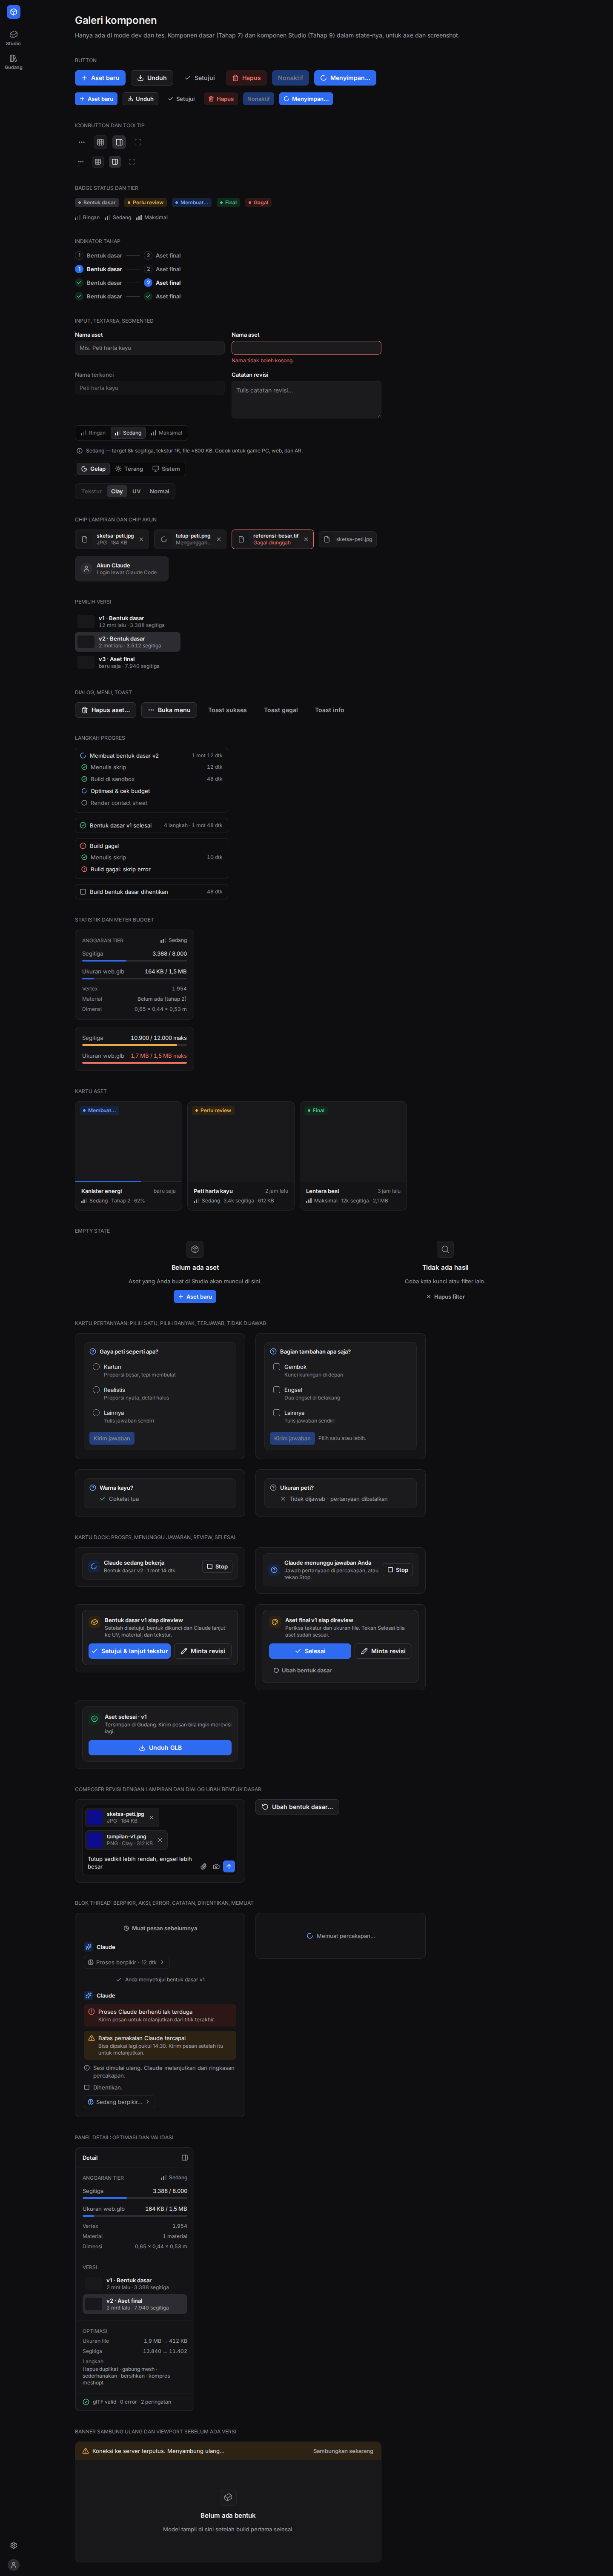 Galeri komponen
Studio
Hanya ada di mode dev dan tes. Komponen dasar (Tahap 7) dan komponen Studio (Tahap 9) dalam state-nya, untuk axe dan screenshot.
Gudang
BUTTON
Aset baru Unduh Setujui Hapus Nonaktif Menyimpan…
Aset baru Unduh Setujui Hapus Nonaktif Menyimpan…
ICONBUTTON DAN TOOLTIP
BADGE STATUS DAN TIER
Bentuk dasar Perlu review Membuat… Final Gagal
Ringan Sedang Maksimal
INDIKATOR TAHAP
1 Bentuk dasar 2 Aset final
1 Bentuk dasar 2 Aset final
Bentuk dasar 2 Aset final
Bentuk dasar Aset final
INPUT, TEXTAREA, SEGMENTED
Nama aset Nama aset
Mis. Peti harta kayu
Nama tidak boleh kosong.
Nama terkunci Catatan revisi
Peti harta kayu Tulis catatan revisi…
Ringan Sedang Maksimal
Sedang — target 8k segitiga, tekstur 1K, file ≤800 KB. Cocok untuk game PC, web, dan AR.
Gelap Terang Sistem
Tekstur Clay UV Normal
CHIP LAMPIRAN DAN CHIP AKUN
sketsa-peti.jpg tutup-peti.png referensi-besar.tif sketsa-peti.jpg
JPG · 184 KB Mengunggah… Gagal diunggah
Akun Claude
Login lewat Claude Code
PEMILIH VERSI
v1 · Bentuk dasar
12 mnt lalu · 3.388 segitiga
v2 · Bentuk dasar
2 mnt lalu · 3.512 segitiga
v3 · Aset final
baru saja · 7.940 segitiga
DIALOG, MENU, TOAST
Hapus aset… Buka menu Toast sukses Toast gagal Toast info
LANGKAH PROGRES
Membuat bentuk dasar v2 1 mnt 12 dtk
Menulis skrip 12 dtk
Build di sandbox 48 dtk
Optimasi & cek budget
Render contact sheet
Bentuk dasar v1 selesai 4 langkah · 1 mnt 48 dtk
Build gagal
Menulis skrip 10 dtk
Build gagal: skrip error
Build bentuk dasar dihentikan 48 dtk
STATISTIK DAN METER BUDGET
ANGGARAN TIER Sedang
Segitiga 3.388 / 8.000
Ukuran web.glb 164 KB / 1,5 MB
Vertex 1.954
Material Belum ada (tahap 2)
Dimensi 0,65 × 0,44 × 0,53 m
Segitiga 10.900 / 12.000 maks
Ukuran web.glb 1,7 MB / 1,5 MB maks
KARTU ASET
Membuat… Perlu review Final
Kanister energi baru saja Peti harta kayu 2 jam lalu Lentera besi 3 jam lalu
Sedang · Tahap 2 · 62% Sedang · 3,4k segitiga · 612 KB Maksimal · 12k segitiga · 2,1 MB
EMPTY STATE
Belum ada aset Tidak ada hasil
Aset yang Anda buat di Studio akan muncul di sini. Coba kata kunci atau filter lain.
Aset baru Hapus filter
KARTU PERTANYAAN: PILIH SATU, PILIH BANYAK, TERJAWAB, TIDAK DIJAWAB
Gaya peti seperti apa? Bagian tambahan apa saja?
Kartun Gembok
Proporsi besar, tepi membulat Kunci kuningan di depan
Realistis Engsel
Proporsi nyata, detail halus Dua engsel di belakang
Lainnya Lainnya
Tulis jawaban sendiri Tulis jawaban sendiri
Kirim jawaban Kirim jawaban Pilih satu atau lebih.
Warna kayu? Ukuran peti?
Cokelat tua Tidak dijawab · pertanyaan dibatalkan
KARTU DOCK: PROSES, MENUNGGU JAWABAN, REVIEW, SELESAI
Claude sedang bekerja Claude menunggu jawaban Anda
Bentuk dasar v2 · 1 mnt 14 dtk Stop Jawab pertanyaan di percakapan, atau tekan Stop. Stop
Bentuk dasar v1 siap direview Aset final v1 siap direview
Setelah disetujui, bentuk dikunci dan Claude lanjut ke UV, material, dan tekstur. Periksa tekstur dan ukuran file. Tekan Selesai bila aset sudah sesuai.
Setujui & lanjut tekstur Minta revisi Selesai Minta revisi
Ubah bentuk dasar
Aset selesai · v1
Tersimpan di Gudang. Kirim pesan bila ingin merevisi lagi.
Unduh GLB
COMPOSER REVISI DENGAN LAMPIRAN DAN DIALOG UBAH BENTUK DASAR
sketsa-peti.jpg Ubah bentuk dasar…
JPG · 184 KB
tampilan-v1.png
PNG · Clay · 312 KB
Tutup sedikit lebih rendah, engsel lebih
besar
BLOK THREAD: BERPIKIR, AKSI, ERROR, CATATAN, DIHENTIKAN, MEMUAT
Muat pesan sebelumnya
Memuat percakapan…
Claude
Proses berpikir · 12 dtk
Anda menyetujui bentuk dasar v1
Claude
Proses Claude berhenti tak terduga
Kirim pesan untuk melanjutkan dari titik terakhir.
Batas pemakaian Claude tercapai
Bisa dipakai lagi pukul 14.30. Kirim pesan setelah itu
untuk melanjutkan.
Sesi dimulai ulang. Claude melanjutkan dari ringkasan
percakapan.
Dihentikan.
Sedang berpikir…
PANEL DETAIL: OPTIMASI DAN VALIDASI
Detail
ANGGARAN TIER Sedang
Segitiga 3.388 / 8.000
Ukuran web.glb 164 KB / 1,5 MB
Vertex 1.954
Material 1 material
Dimensi 0,65 × 0,44 × 0,53 m
VERSI
v1 · Bentuk dasar
2 mnt lalu · 3.388 segitiga
v2 · Aset final
2 mnt lalu · 7.940 segitiga
OPTIMASI
Ukuran file 1,9 MB → 412 KB
Segitiga 13.840 → 11.402
Langkah
Hapus duplikat · gabung mesh ·
sederhanakan · bersihkan · kompres
meshopt
glTF valid · 0 error · 2 peringatan
BANNER SAMBUNG ULANG DAN VIEWPORT SEBELUM ADA VERSI
Koneksi ke server terputus. Menyambung ulang… Sambungkan sekarang
Belum ada bentuk
Model tampil di sini setelah build pertama selesai.